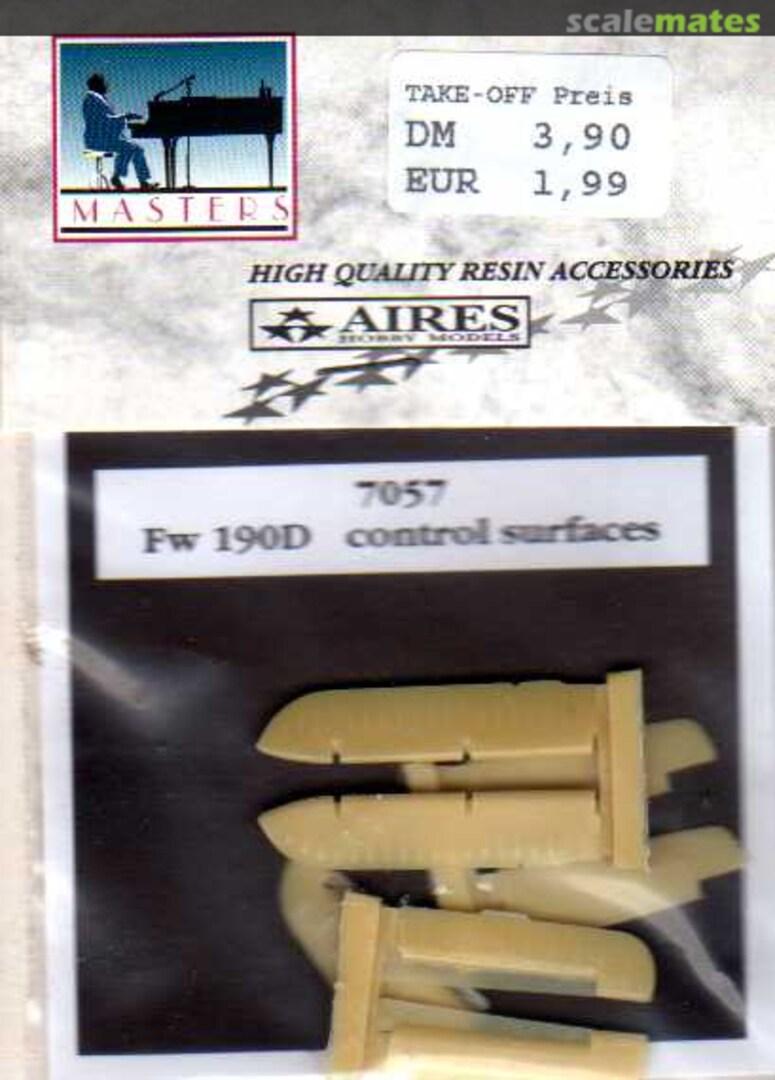 scalemates
MASTERS
TAKE-OFF Preis
DM 3,90
EUR 1,99
HIGH QUALITY RESIN ACCESSORIES
AIRES
HOBBY MODELS
7057
Fw 190D control surfaces